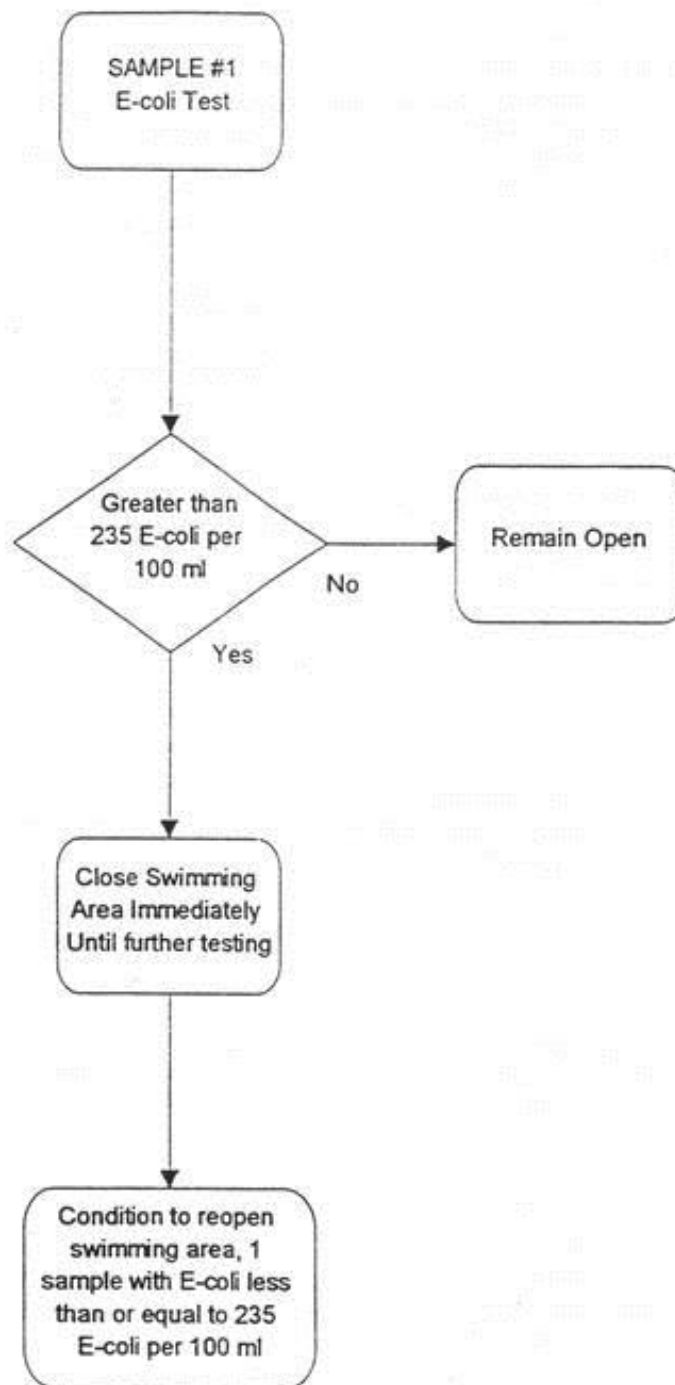 SAMPLE #1
E-coli Test
Greater than
235 E-coli per
100 ml
No
Remain Open
Yes
Close Swimming
Area Immediately
Until further testing
Condition to reopen
swimming area, 1
sample with E-coli less
than or equal to 235
E-coli per 100 ml